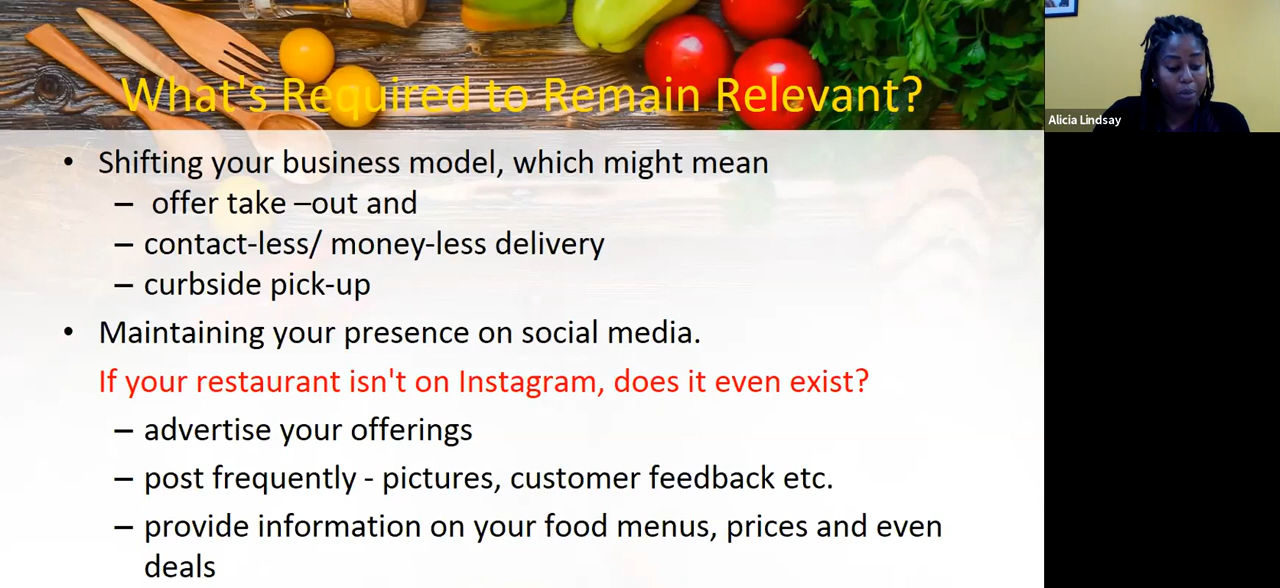 What's Required to Remain Relevant?
Alicia Lindsay
• Shifting your business model, which might mean
– offer take –out and
– contact-less/ money-less delivery
– curbside pick-up
• Maintaining your presence on social media.
If your restaurant isn't on Instagram, does it even exist?
– advertise your offerings
– post frequently - pictures, customer feedback etc.
– provide information on your food menus, prices and even
deals